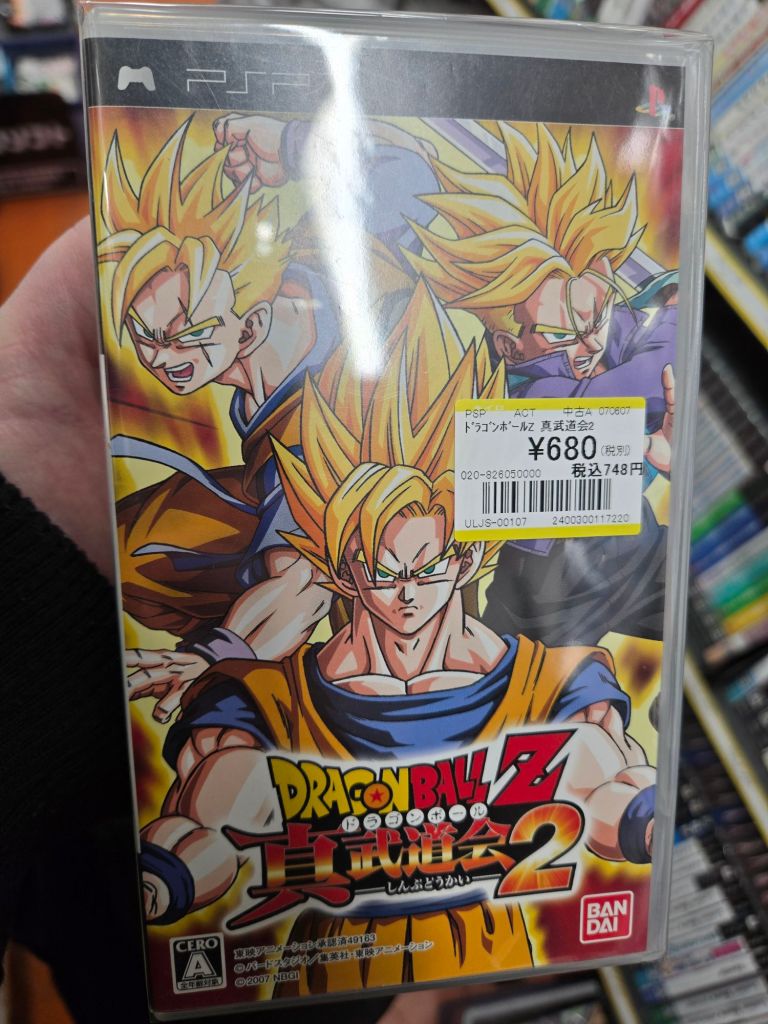 PSP
PSP ACT 中古A 070607
ドラゴンボールZ 真武道会2
¥680(税別)
020-826050000 税込748円
ULJS-00107 2400300117220
DRAGON BALL Z
ドラゴンボール
真武道会2
しんぶどうかい
BAN
DAI
CERO
A
全年齢対象
東映アニメーション承認済49163
©バードスタジオ/集英社・東映アニメーション
©2007 NBGI